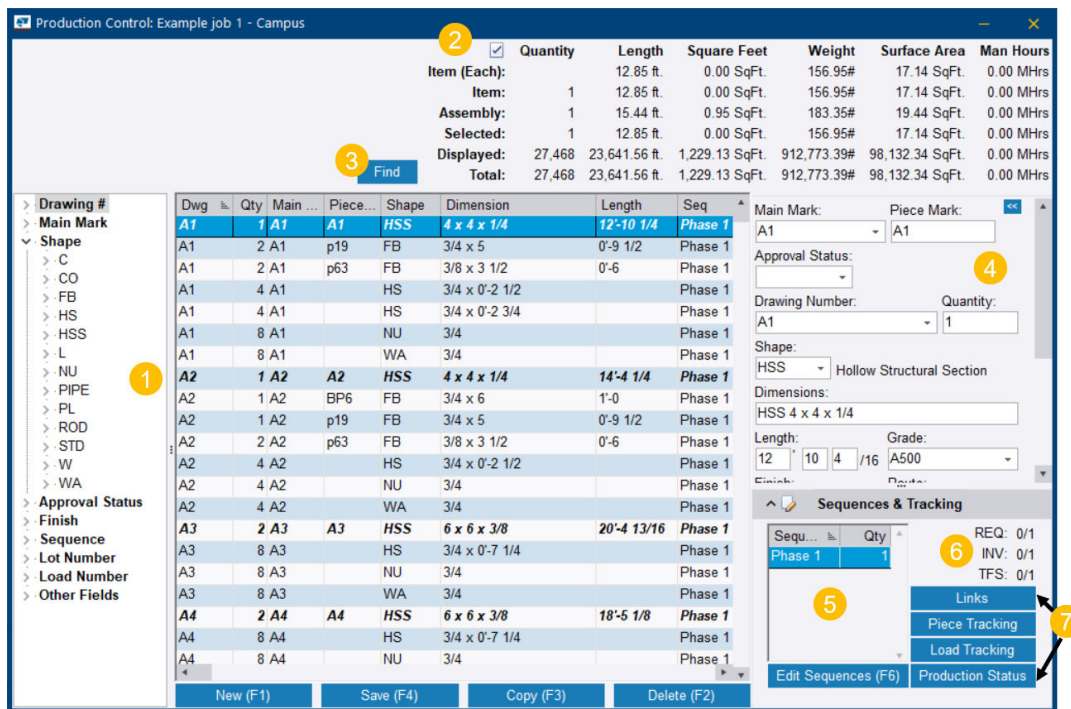 Production Control: Example job 1 - Campus
2 Quantity Length Square Feet Weight Surface Area Man Hours
Item (Each): 12.85 ft. 0.00 SqFt. 156.95# 17.14 SqFt. 0.00 MHrs
Item: 1 12.85 ft. 0.00 SqFt. 156.95# 17.14 SqFt. 0.00 MHrs
Assembly: 1 15.44 ft. 0.95 SqFt. 183.35# 19.44 SqFt. 0.00 MHrs
Selected: 1 12.85 ft. 0.00 SqFt. 156.95# 17.14 SqFt. 0.00 MHrs
Displayed: 27,468 23,641.56 ft. 1,229.13 SqFt. 912,773.39# 98,132.34 SqFt. 0.00 MHrs
3 Find Total: 27,468 23,641.56 ft. 1,229.13 SqFt. 912,773.39# 98,132.34 SqFt. 0.00 MHrs
Drawing #
Main Mark
Shape
C
CO
FB
HS
HSS
L
NU
PIPE
PL
ROD
STD
W
WA
Approval Status
Finish
Sequence
Lot Number
Load Number
Other Fields
1
Dwg Qty Main ... Piece... Shape Dimension Length Seq
A1 1 A1 A1 HSS 4 x 4 x 1/4 12'-10 1/4 Phase 1
A1 2 A1 p19 FB 3/4 x 5 0'-9 1/2 Phase 1
A1 2 A1 p63 FB 3/8 x 3 1/2 0'-6 Phase 1
A1 4 A1 HS 3/4 x 0'-2 1/2 Phase 1
A1 4 A1 HS 3/4 x 0'-2 3/4 Phase 1
A1 8 A1 NU 3/4 Phase 1
A1 8 A1 WA 3/4 Phase 1
A2 1 A2 A2 HSS 4 x 4 x 1/4 14'-4 1/4 Phase 1
A2 1 A2 BP6 FB 3/4 x 6 1'-0 Phase 1
A2 1 A2 p19 FB 3/4 x 5 0'-9 1/2 Phase 1
A2 2 A2 p63 FB 3/8 x 3 1/2 0'-6 Phase 1
A2 4 A2 HS 3/4 x 0'-2 1/2 Phase 1
A2 4 A2 NU 3/4 Phase 1
A2 4 A2 WA 3/4 Phase 1
A3 2 A3 A3 HSS 6 x 6 x 3/8 20'-4 13/16 Phase 1
A3 8 A3 HS 3/4 x 0'-7 1/4 Phase 1
A3 8 A3 NU 3/4 Phase 1
A3 8 A3 WA 3/4 Phase 1
A4 2 A4 A4 HSS 6 x 6 x 3/8 18'-5 1/8 Phase 1
A4 8 A4 HS 3/4 x 0'-7 1/4 Phase 1
A4 8 A4 NU 3/4 Phase 1
New (F1) Save (F4) Copy (F3) Delete (F2)
Main Mark: Piece Mark: <<
A1 A1
Approval Status: 4
Drawing Number: Quantity:
A1 1
Shape:
HSS Hollow Structural Section
Dimensions:
HSS 4 x 4 x 1/4
Length: Grade:
12 ' 10 4 /16 A500
Finish: Route:
Sequences & Tracking
Sequ... Qty
Phase 1 1
5
6
REQ: 0/1
INV: 0/1
TFS: 0/1
Links
7
Piece Tracking
Load Tracking
Edit Sequences (F6) Production Status